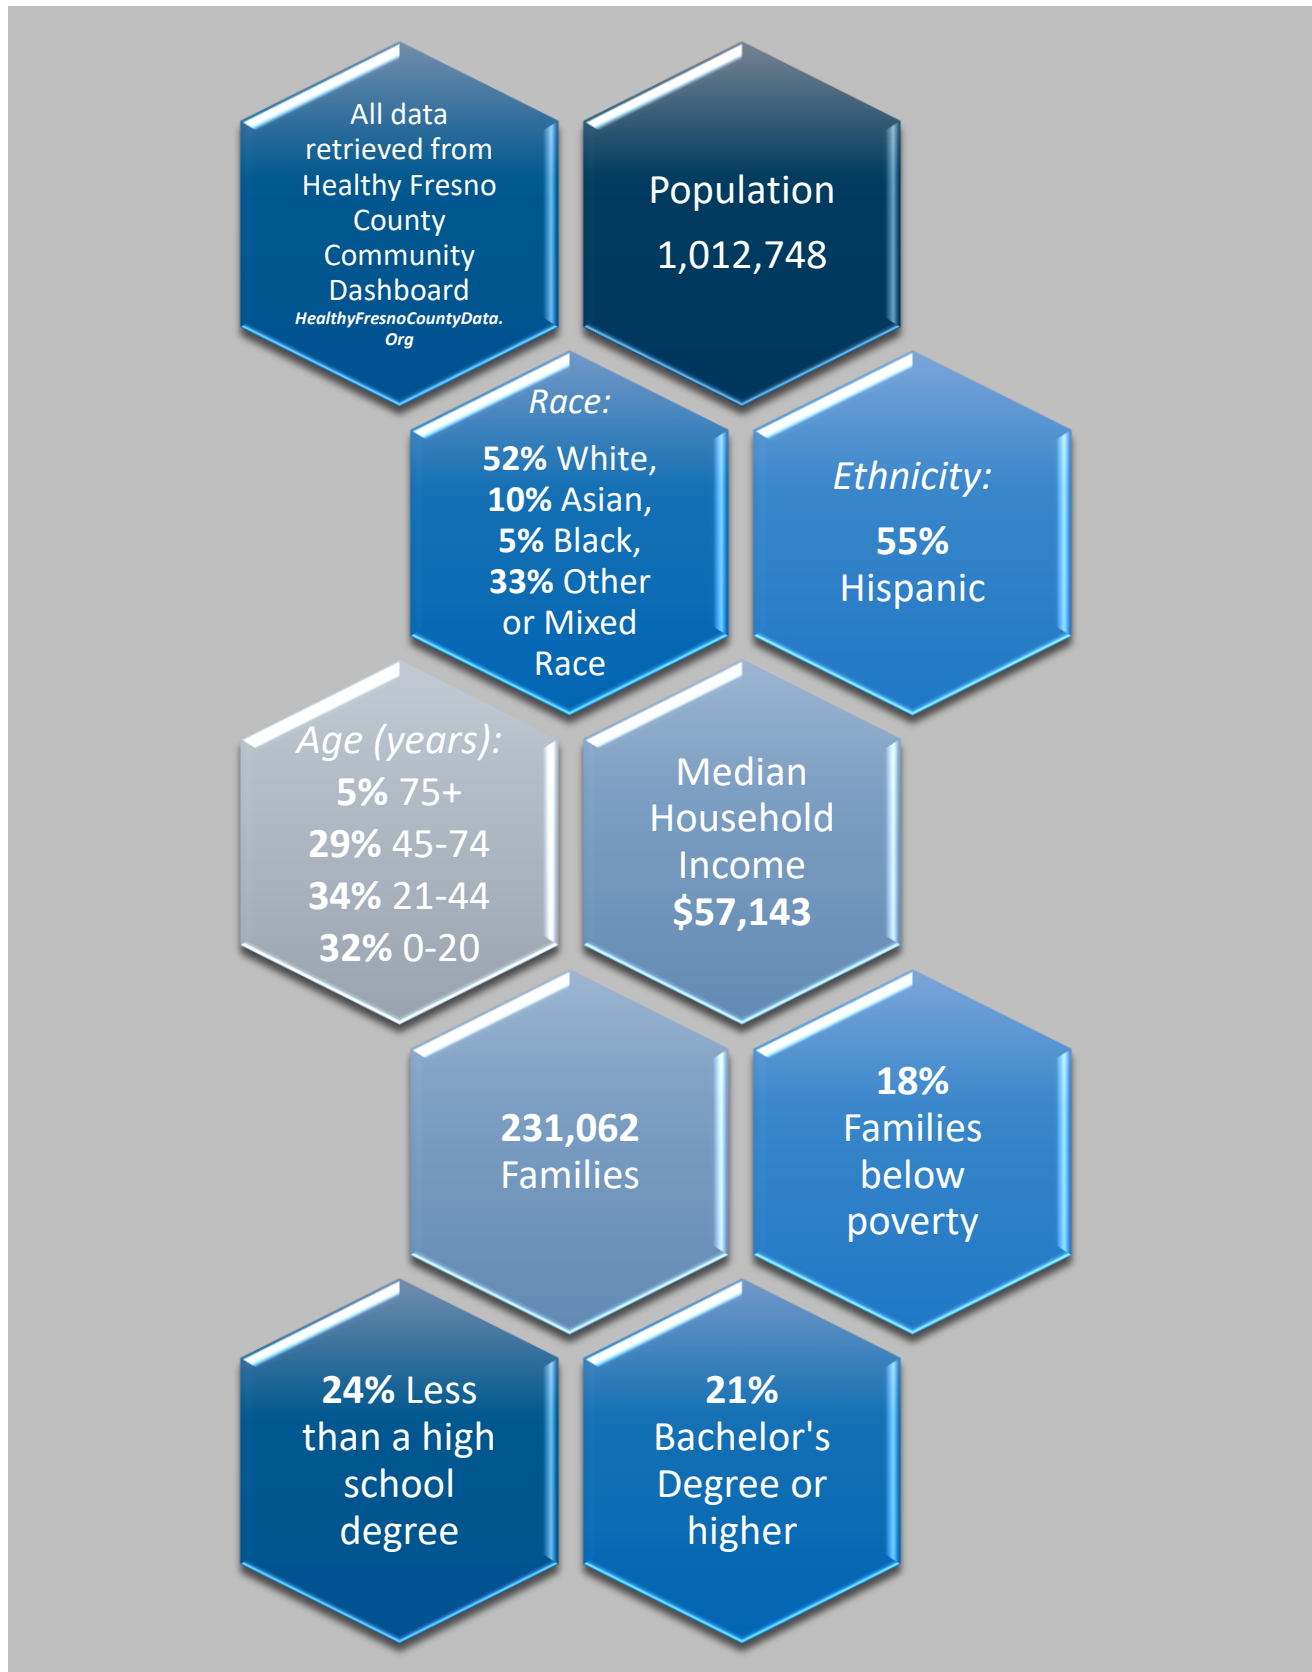 All data
retrieved from
Healthy Fresno
County
Community
Dashboard
HealthyFresnoCountyData.
Org
Population
1,012,748
Race:
52% White,
10% Asian,
5% Black,
33% Other
or Mixed
Race
Ethnicity:
55%
Hispanic
Age (years):
5% 75+
29% 45-74
34% 21-44
32% 0-20
Median
Household
Income
$57,143
231,062
Families
18%
Families
below
poverty
24% Less
than a high
school
degree
21%
Bachelor's
Degree or
higher